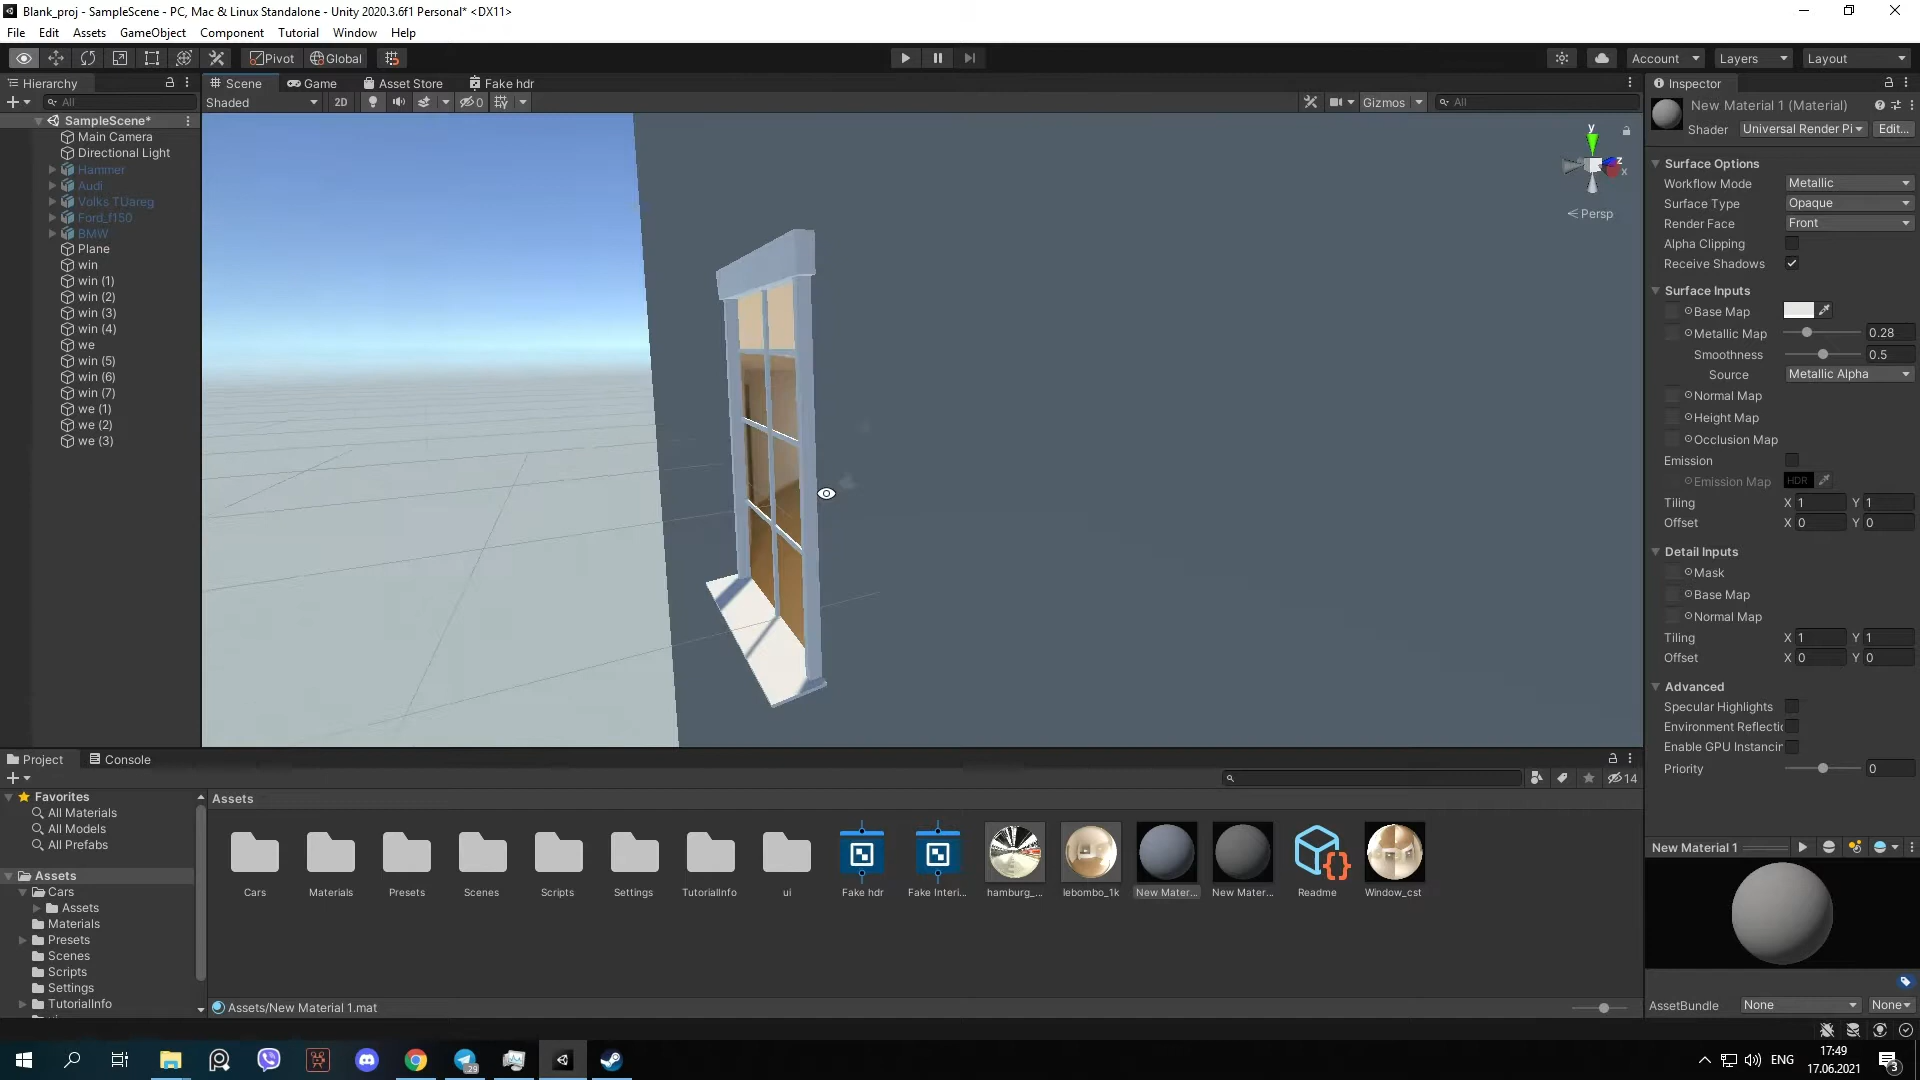 Blank_proj - SampleScene - PC, Mac & Linux Standalone - Unity 2020.3.6f1 Personal* <DX11>
File Edit Assets GameObject Component Tutorial Window Help
Pivot Global Account Layers Layout
Hierarchy Scene Game Asset Store Fake hdr Inspector
All Shaded 2D 0 Gizmos All
SampleScene*
Main Camera
Directional Light
Hammer
Audi
Volks TUareg
Ford_f150
BMW
Plane
win
win (1)
win (2)
win (3)
win (4)
we
win (5)
win (6)
win (7)
we (1)
we (2)
we (3)
y
z
x
Persp
New Material 1 (Material)
Shader Universal Render Pi Edit...
Surface Options
Workflow Mode Metallic
Surface Type Opaque
Render Face Front
Alpha Clipping
Receive Shadows
Surface Inputs
Base Map
Metallic Map 0.28
Smoothness 0.5
Source Metallic Alpha
Normal Map
Height Map
Occlusion Map
Emission
Emission Map HDR
Tiling X 1 Y 1
Offset X 0 Y 0
Detail Inputs
Mask
Base Map
Normal Map
Tiling X 1 Y 1
Offset X 0 Y 0
Advanced
Specular Highlights
Environment Reflecti
Enable GPU Instancin
Priority 0
New Material 1
AssetBundle None None
Project Console
14
Favorites
All Materials
All Models
All Prefabs
Assets
Cars
Assets
Materials
Presets
Scenes
Scripts
Settings
TutorialInfo
Assets
Cars Materials Presets Scenes Scripts Settings TutorialInfo ui Fake hdr Fake Interi... hamburg_... lebombo_1k New Mater... New Mater... Readme Window_cst
Assets/New Material 1.mat
29
ENG
17:49
17.06.2021
3